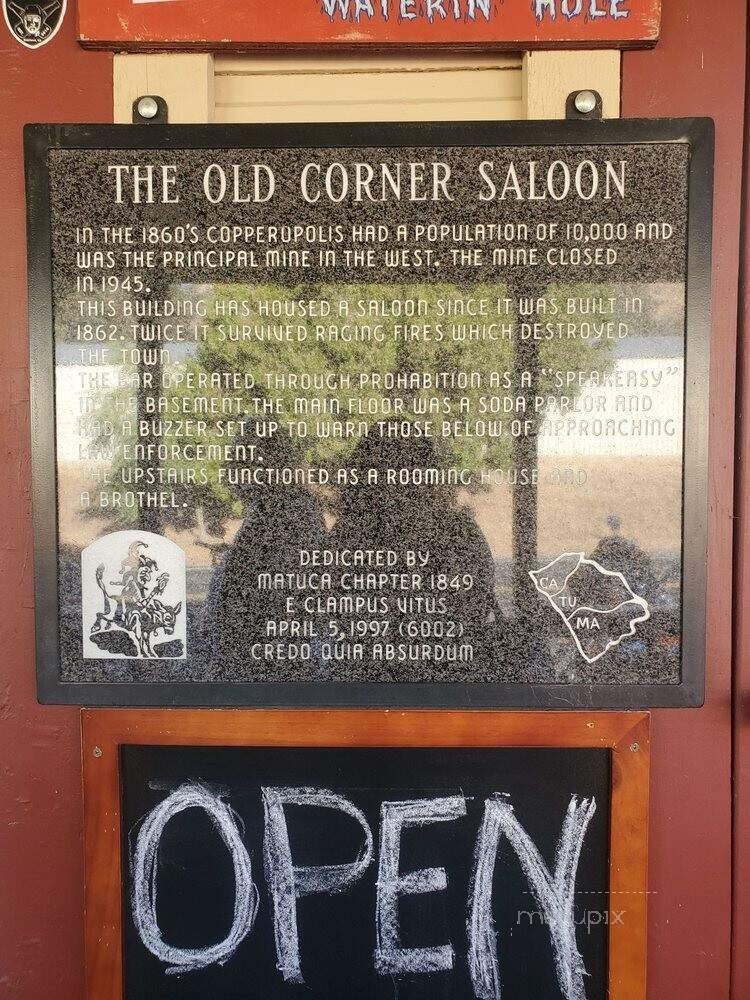 WATERIN' HOLE
THE OLD CORNER SALOON
IN THE 1860'S COPPEROPOLIS HAD A POPULATION OF 10,000 AND
WAS THE PRINCIPAL MINE IN THE WEST. THE MINE CLOSED
IN 1945.
THIS BUILDING HAS HOUSED A SALOON SINCE IT WAS BUILT IN
1862. TWICE IT SURVIVED RAGING FIRES WHICH DESTROYED
THE TOWN.
THE BAR OPERATED THROUGH PROHABITION AS A "SPEAKEASY"
IN THE BASEMENT. THE MAIN FLOOR WAS A SODA PARLOR AND
HAD A BUZZER SET UP TO WARN THOSE BELOW OF APPROACHING
LAW ENFORCEMENT.
THE UPSTAIRS FUNCTIONED AS A ROOMING HOUSE AND
A BROTHEL.
DEDICATED BY
MATUCA CHAPTER 1849
E CLAMPUS VITUS
APRIL 5, 1997 (6002)
CREDO QUIA ABSURDUM
CA
TU
MA
OPEN